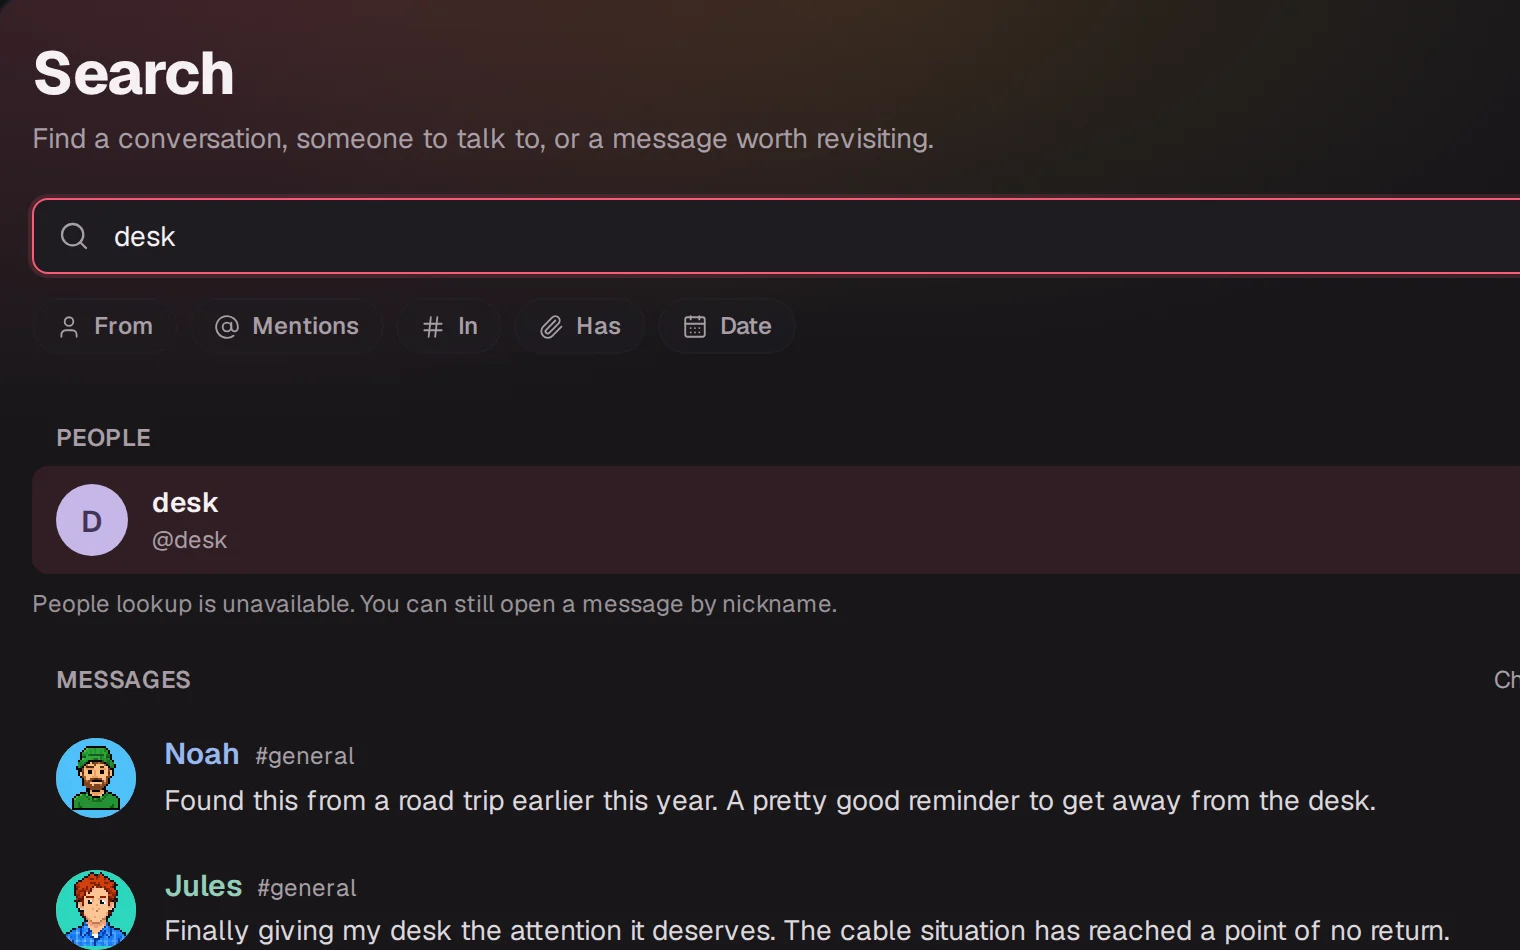 Search
Find a conversation, someone to talk to, or a message worth revisiting.
desk
From Mentions In Has Date
PEOPLE
D
desk
@desk
People lookup is unavailable. You can still open a message by nickname.
MESSAGES
Ch
Noah #general
Found this from a road trip earlier this year. A pretty good reminder to get away from the desk.
Jules #general
Finally giving my desk the attention it deserves. The cable situation has reached a point of no return.